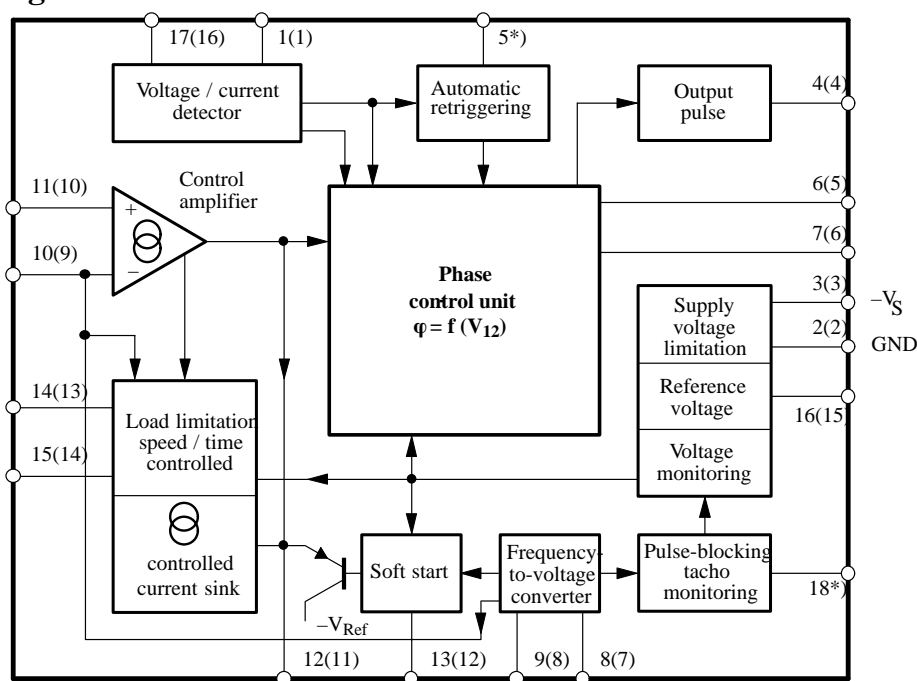 17(16)
1(1)
5*)
Voltage / current
detector
Automatic
retriggering
Output
pulse
4(4)
11(10)
Control
amplifier
+
6(5)
10(9)
−
7(6)
Phase
control unit
φ = f (V12)
3(3)
−VS
Supply
voltage
limitation
2(2)
GND
14(13)
Reference
voltage
16(15)
Load limitation
speed / time
controlled
15(14)
Voltage
monitoring
controlled
current sink
Soft start
Frequency-
to-voltage
converter
Pulse-blocking
tacho
monitoring
18*)
−VRef
12(11)
13(12)
9(8)
8(7)